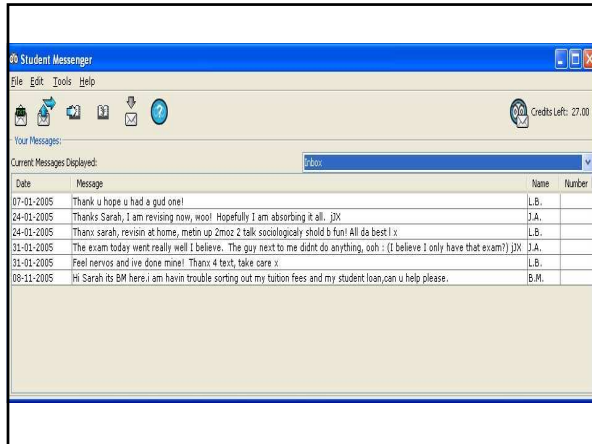 Student Messenger
File Edit Tools Help
Credits Left: 27.00
Your Messages:
Current Messages Displayed: Inbox
Date Message Name Number
07-01-2005 Thank u hope u had a gud one! L.B.
24-01-2005 Thanks Sarah, I am revising now, woo! Hopefully I am absorbing it all. jJX J.A.
24-01-2005 Thanx sarah, revisin at home, metin up 2moz 2 talk sociologicaly shold b fun! All da best l x L.B.
31-01-2005 The exam today went really well I believe. The guy next to me didnt do anything, ooh : (I believe I only have that exam?) jJX J.A.
31-01-2005 Feel nervos and ive done mine! Thanx 4 text, take care x L.B.
08-11-2005 Hi Sarah its BM here.i am havin trouble sorting out my tuition fees and my student loan,can u help please. B.M.